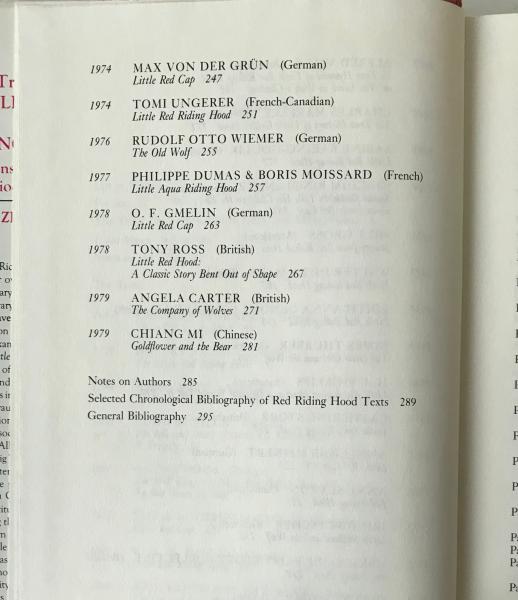 1974 MAX VON DER GRÜN (German)
Little Red Cap 247
1974 TOMI UNGERER (French-Canadian)
Little Red Riding Hood 251
1976 RUDOLF OTTO WIEMER (German)
The Old Wolf 255
1977 PHILIPPE DUMAS & BORIS MOISSARD (French)
Little Aqua Riding Hood 257
1978 O. F. GMELIN (German)
Little Red Cap 263
1978 TONY ROSS (British)
Little Red Hood:
A Classic Story Bent Out of Shape 267
1979 ANGELA CARTER (British)
The Company of Wolves 271
1979 CHIANG MI (Chinese)
Goldflower and the Bear 281
Notes on Authors 285
Selected Chronological Bibliography of Red Riding Hood Texts 289
General Bibliography 295